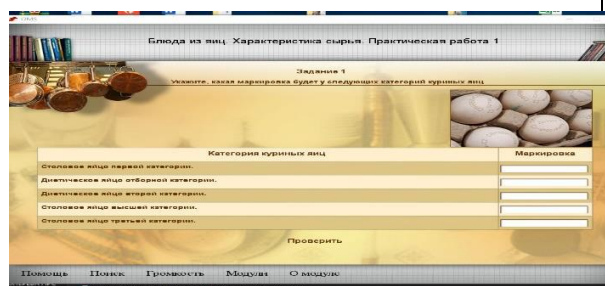 OMS
Блюда из яиц. Характеристика сырья. Практическая работа 1
Задание 1
Укажите, какая маркировка будет у следующих категорий куриных яиц
Категория куриных яиц Маркировка
Столовое яйцо первой категории.
Диетическое яйцо отборной категории.
Диетическое яйцо второй категории.
Столовое яйцо высшей категории.
Столовое яйцо третьей категории.
Проверить
Помощь Поиск Громкость Модули О модуле